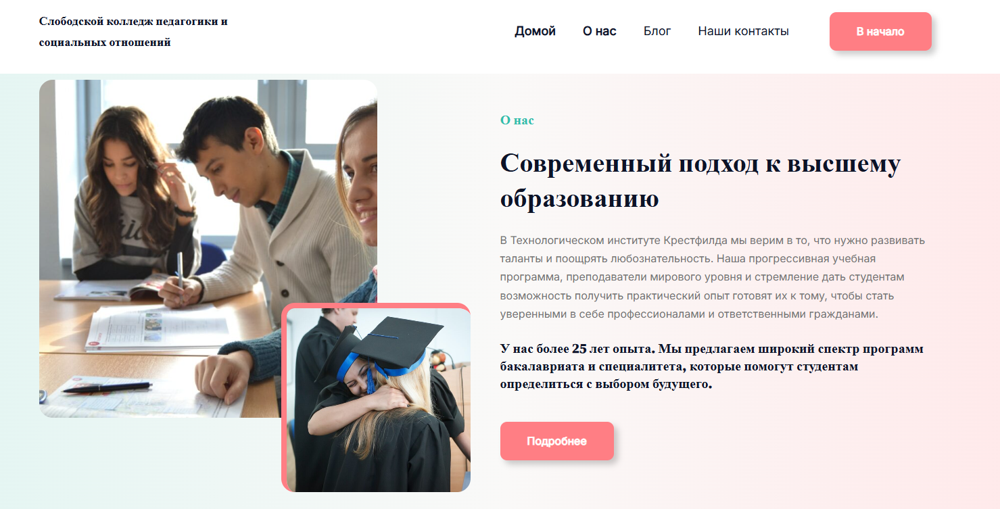 Слободской колледж педагогики и
социальных отношений
Домой
О нас
Блог
Наши контакты
В начало
О нас
Современный подход к высшему
образованию
В Технологическом институте Крестфилда мы верим в то, что нужно развивать
таланты и поощрять любознательность. Наша прогрессивная учебная
программа, преподаватели мирового уровня и стремление дать студентам
возможность получить практический опыт готовят их к тому, чтобы стать
уверенными в себе профессионалами и ответственными гражданами.
У нас более 25 лет опыта. Мы предлагаем широкий спектр программ
бакалавриата и специалитета, которые помогут студентам
определиться с выбором будущего.
Подробнее